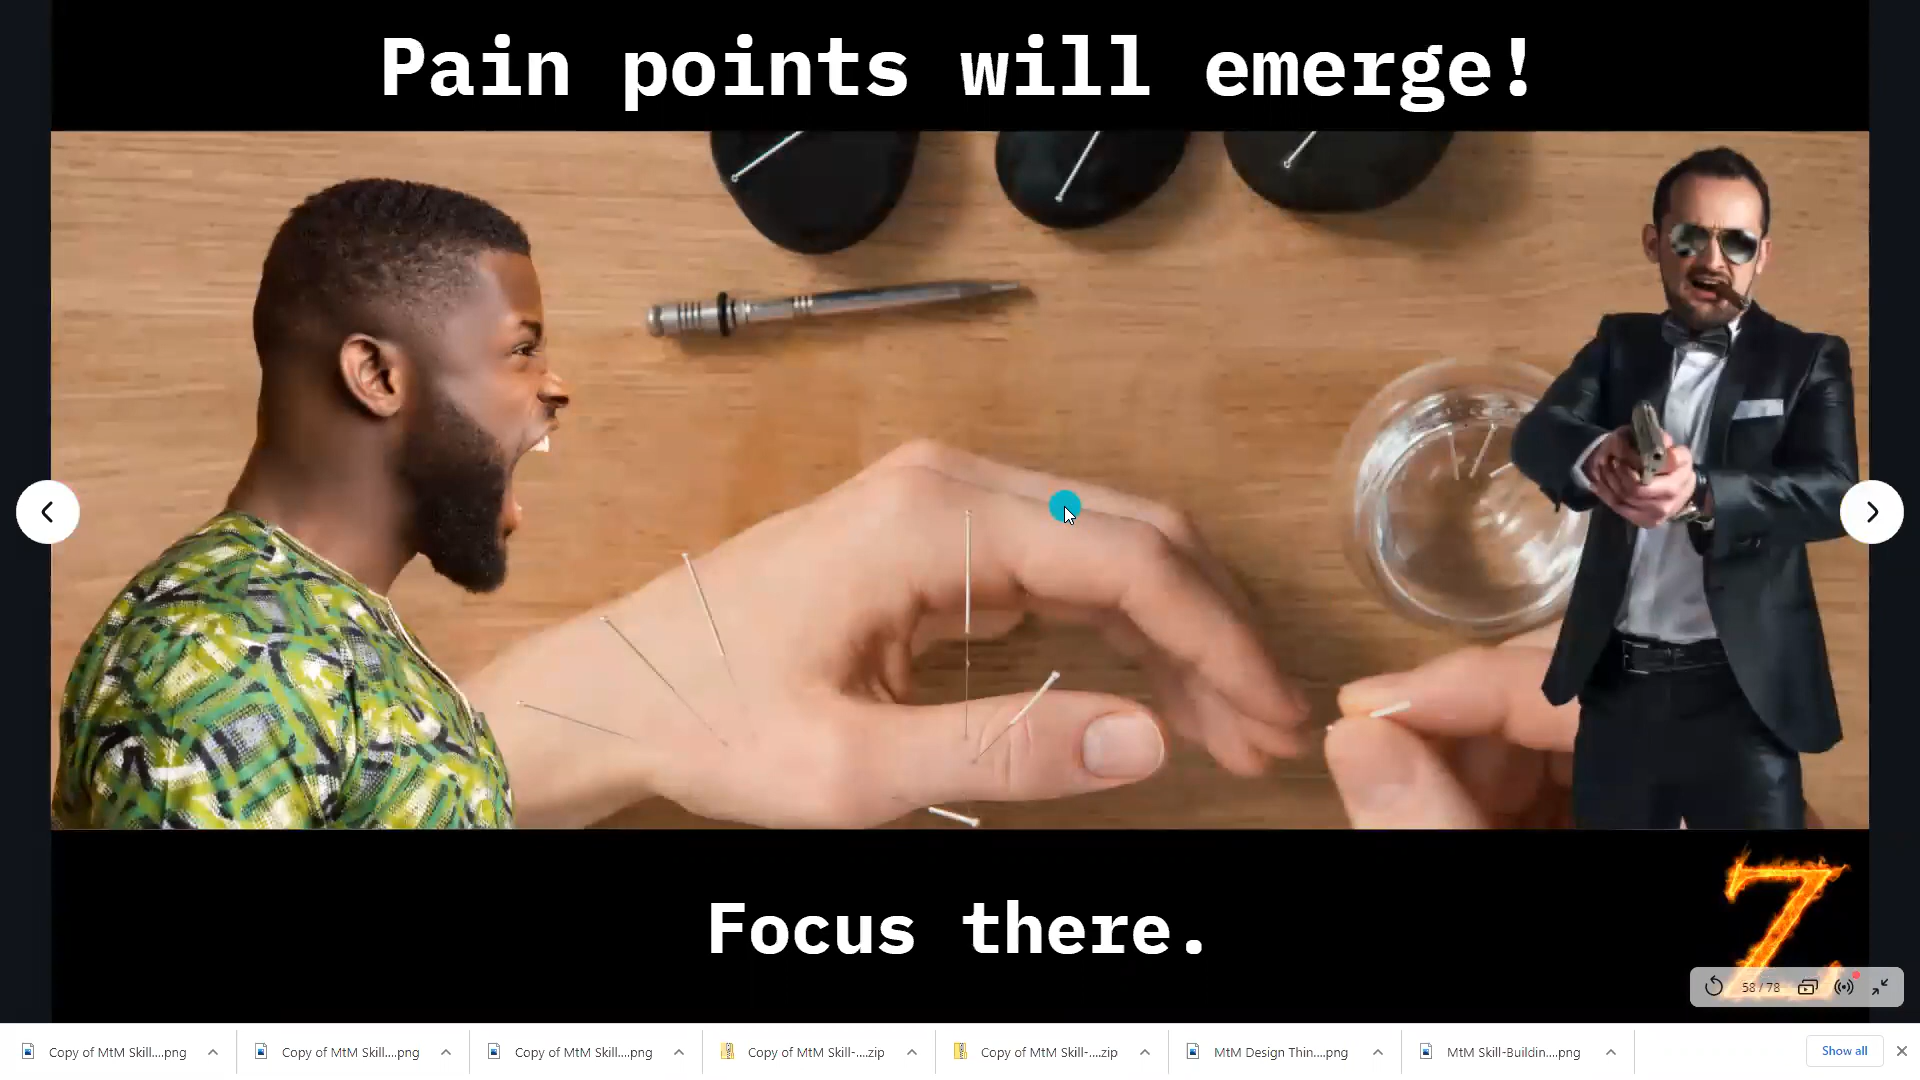 Pain points will emerge!
Focus there.
Z
58 / 78
Copy of MtM Skill....png
Copy of MtM Skill....png
Copy of MtM Skill....png
Copy of MtM Skill-....zip
Copy of MtM Skill-....zip
MtM Design Thin....png
MtM Skill-Buildin....png
Show all